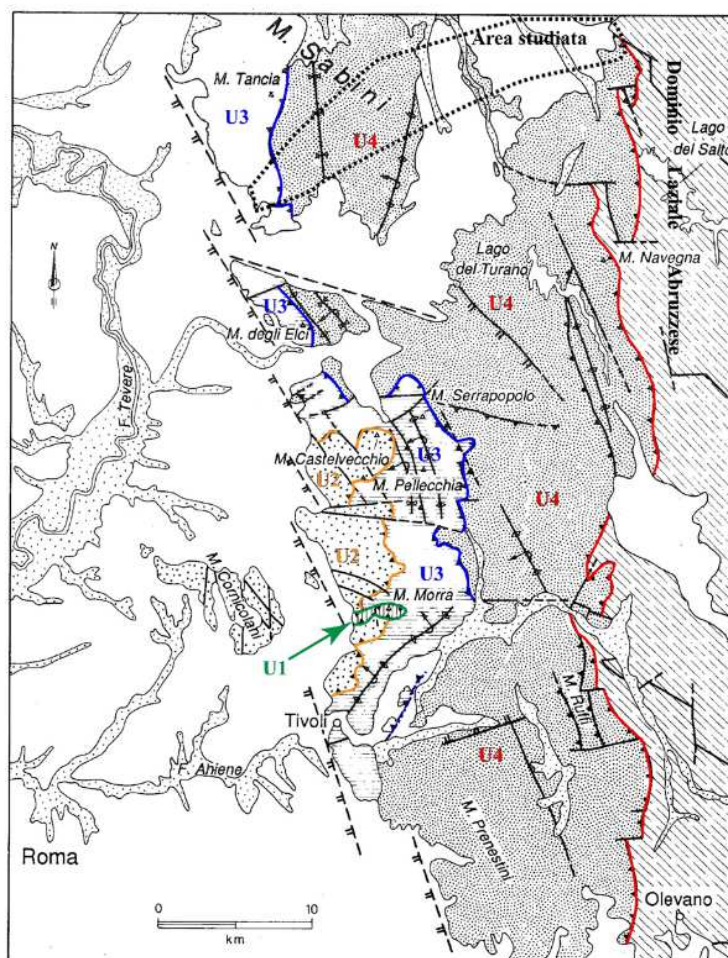 M. Sabini
Area studiata
M. Tancia
U3
U4
Dominio Laziale Abruzzese
Lago
del Salto
N
M. Navegna
Lago
del Turano
U4
U3
M. degli Elci
M. Serrapopolo
F. Tevere
M. Castelvecchio
U3
U2
M. Pellecchia
U4
U2
U3
M. Cornicolani
M. Morra
U1
M. Ruffi
Tivoli
F. Aniene
U4
M. Prenestini
Roma
Olevano
0
10
km